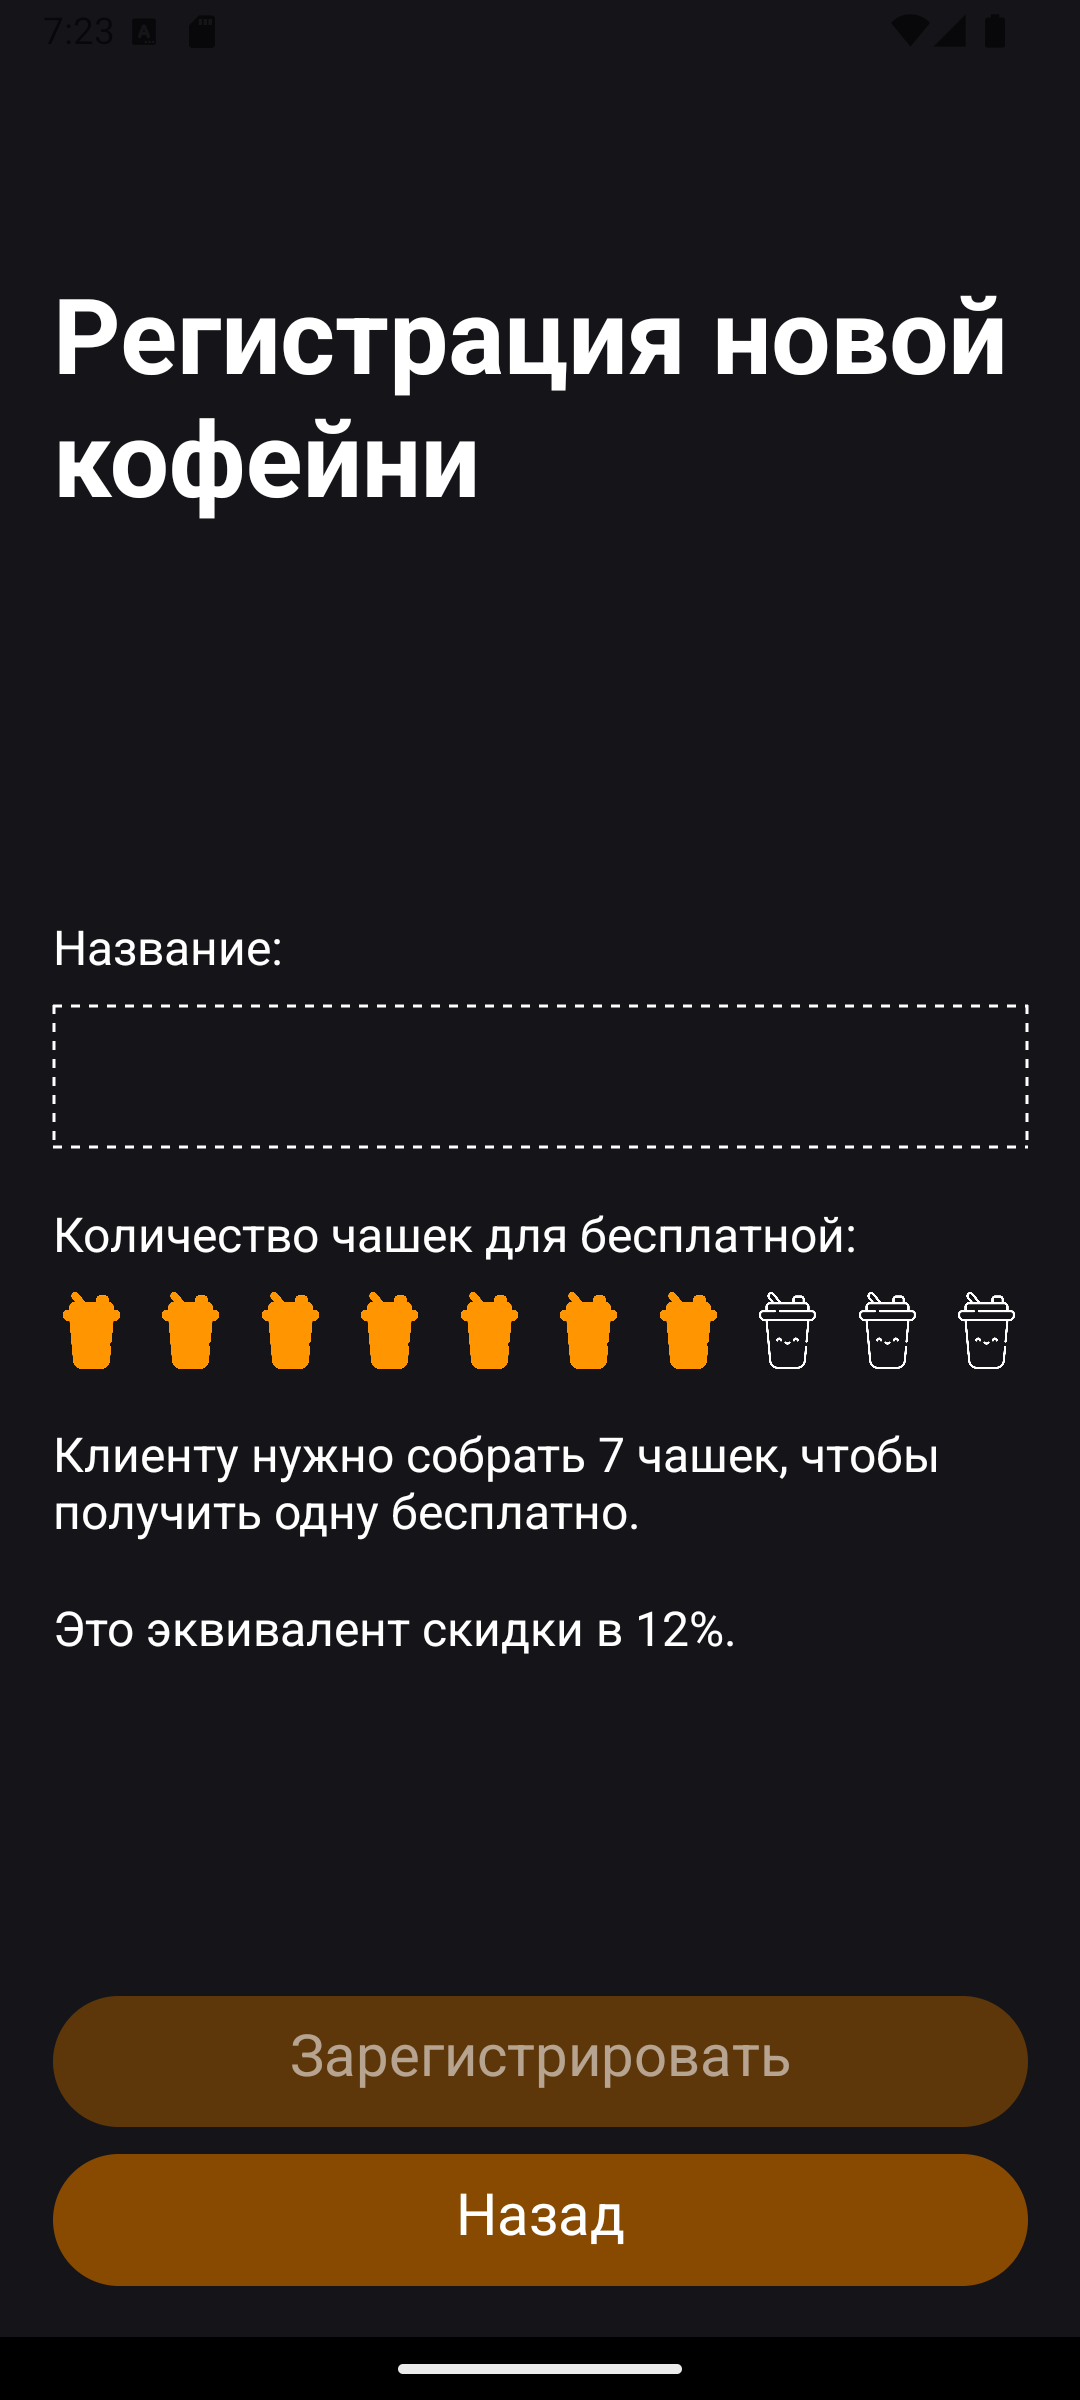 7:23
Регистрация новой
кофейни
Название:
Количество чашек для бесплатной:
Клиенту нужно собрать 7 чашек, чтобы
получить одну бесплатно.
Это эквивалент скидки в 12%.
Зарегистрировать
Назад